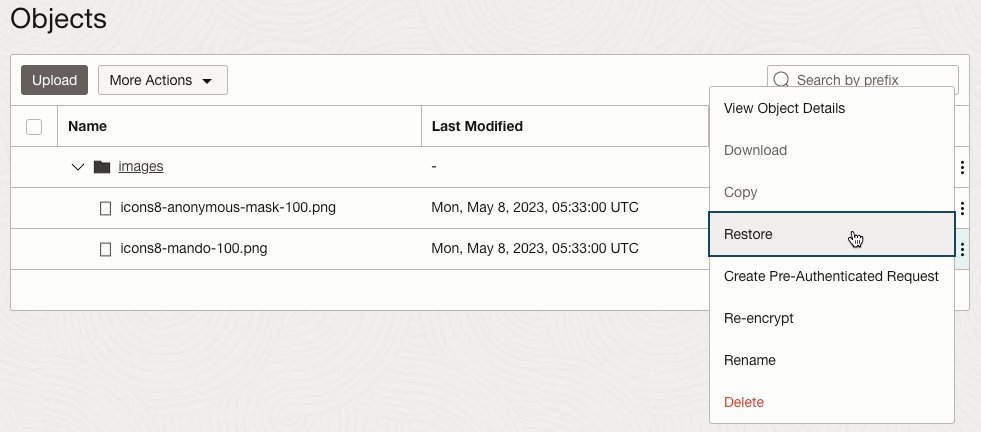 Objects
Upload
More Actions
Search by prefix
Name
Last Modified
images
-
icons8-anonymous-mask-100.png
Mon, May 8, 2023, 05:33:00 UTC
icons8-mando-100.png
Mon, May 8, 2023, 05:33:00 UTC
View Object Details
Download
Copy
Restore
Create Pre-Authenticated Request
Re-encrypt
Rename
Delete